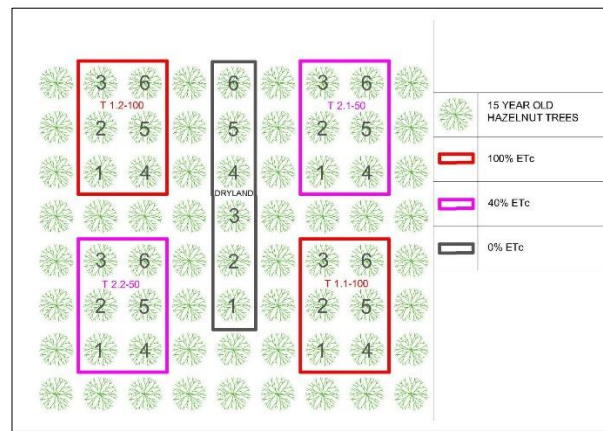 3 6 6 3 6
T 1.2-100 T 2.1-50
2 5 5 2 5
1 4 4 1 4
DRYLAND
3
3 6 2 3 6
T 2.2-50 T 1.1-100
2 5 1 2 5
1 4 1 4
15 YEAR OLD
HAZELNUT TREES
100% ETc
40% ETc
0% ETc